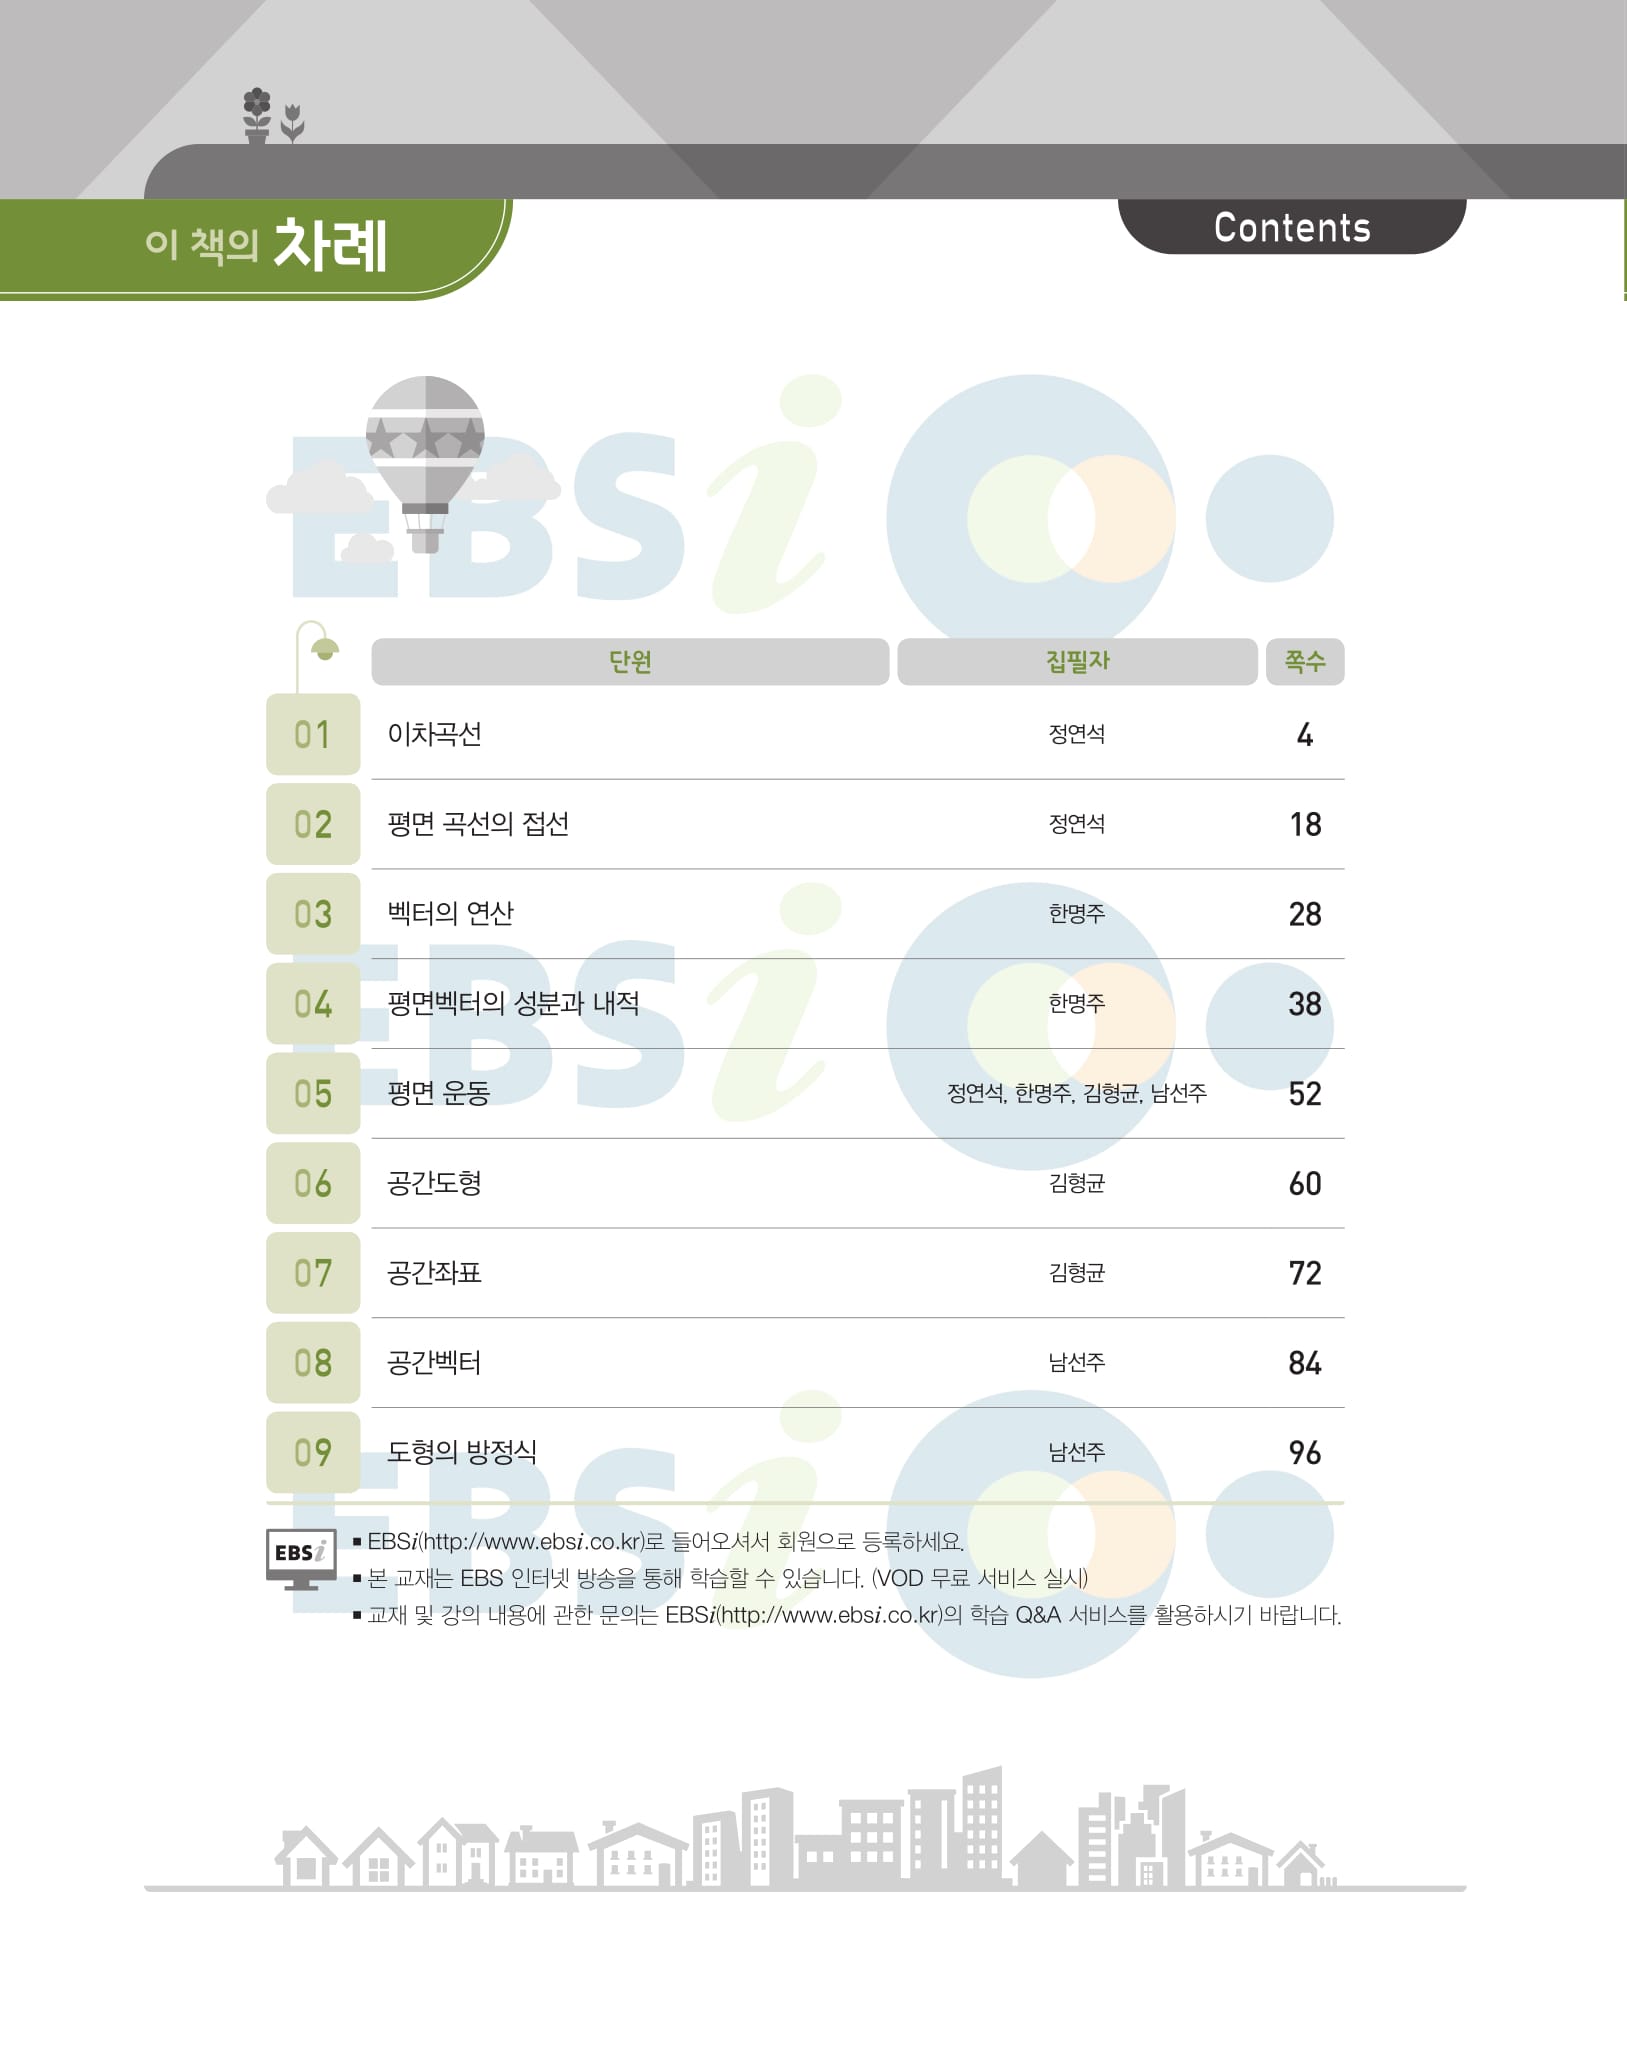 이 책의 차례
Contents
단원 집필자 쪽수
01 이차곡선 정연석 4
02 평면 곡선의 접선 정연석 18
03 벡터의 연산 한명주 28
04 평면벡터의 성분과 내적 한명주 38
05 평면 운동 정연석, 한명주, 김형균, 남선주 52
06 공간도형 김형균 60
07 공간좌표 김형균 72
08 공간벡터 남선주 84
09 도형의 방정식 남선주 96
EBSi
■ EBSi(http://www.ebsi.co.kr)로 들어오셔서 회원으로 등록하세요.
■ 본 교재는 EBS 인터넷 방송을 통해 학습할 수 있습니다. (VOD 무료 서비스 실시)
■ 교재 및 강의 내용에 관한 문의는 EBSi(http://www.ebsi.co.kr)의 학습 Q&A 서비스를 활용하시기 바랍니다.
EBSi
EBSi
EBSi